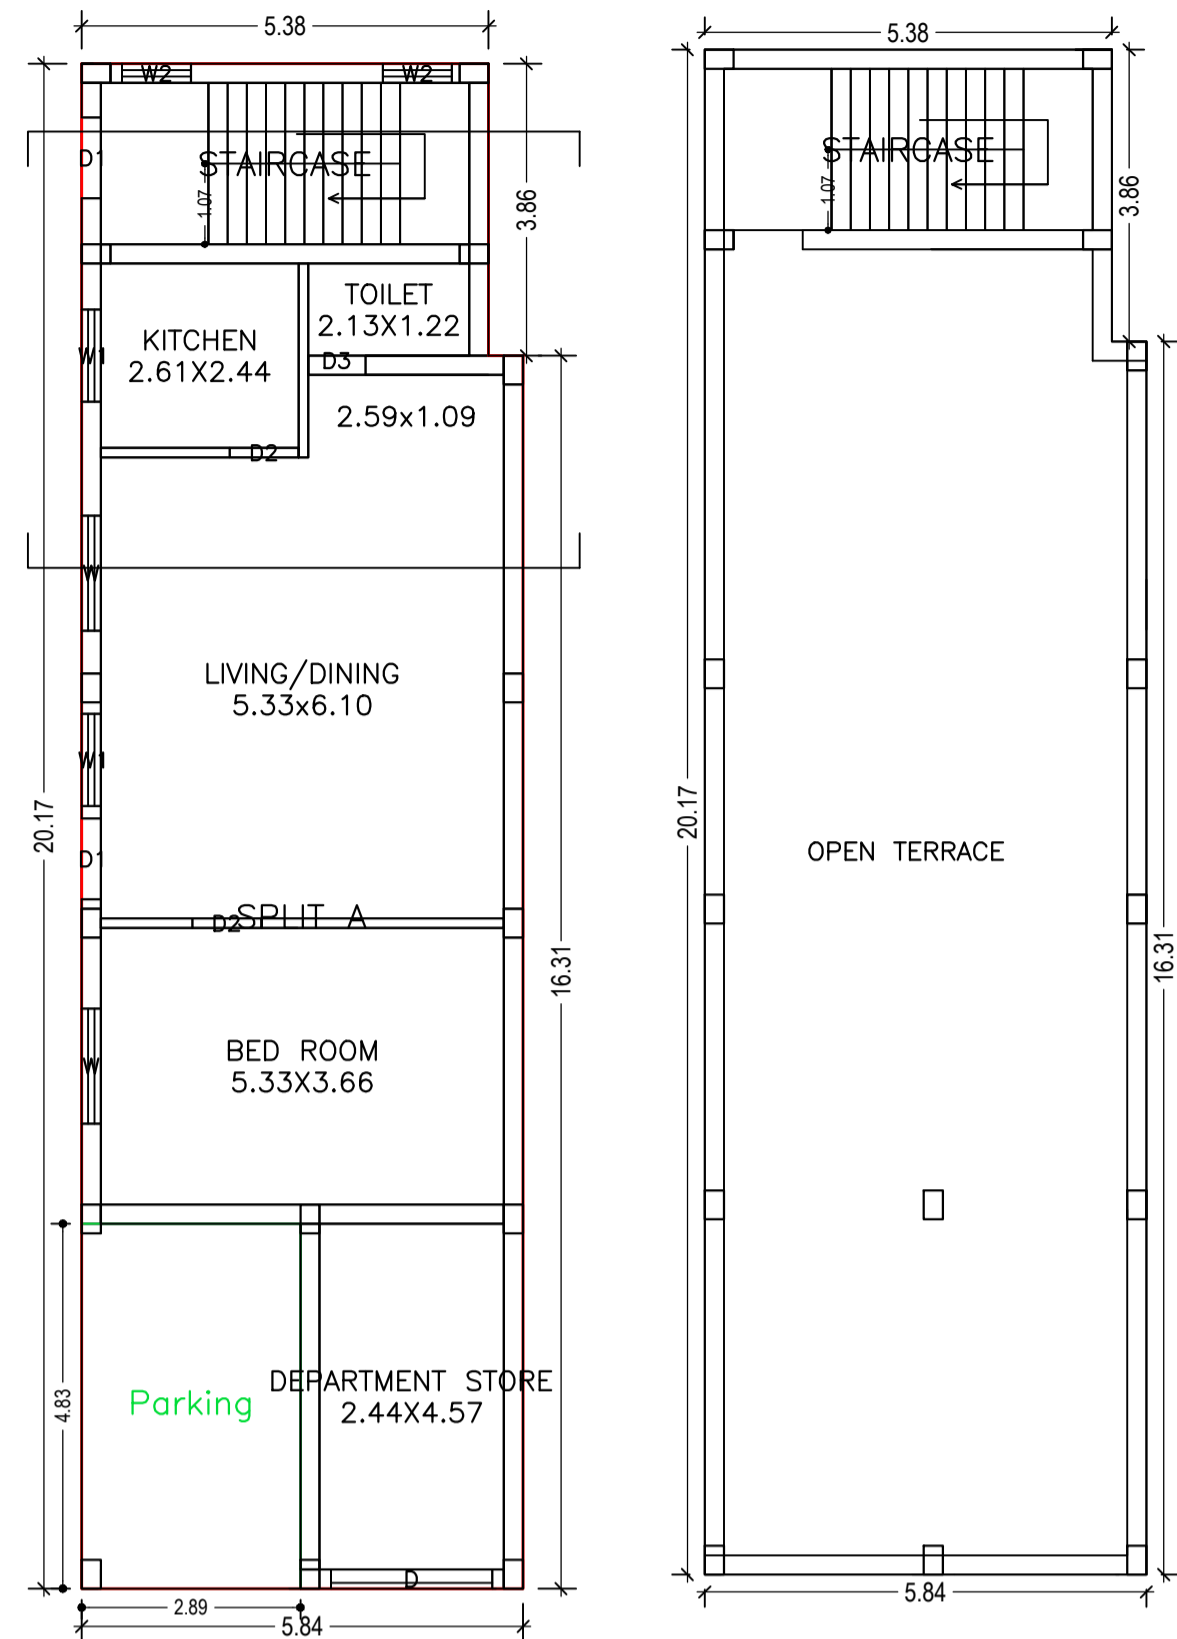 5.38
W2
W2
D1
STAIRCASE
1.07
3.86
TOILET
2.13X1.22
KITCHEN
2.61X2.44
W1
D3
2.59x1.09
D2
W
LIVING/DINING
5.33x6.10
W1
20.17
D1
D2
SPLIT A
16.31
BED ROOM
5.33X3.66
W
4.83
Parking
DEPARTMENT STORE
2.44X4.57
D
2.89
5.84
5.38
STAIRCASE
1.07
3.86
20.17
OPEN TERRACE
16.31
5.84